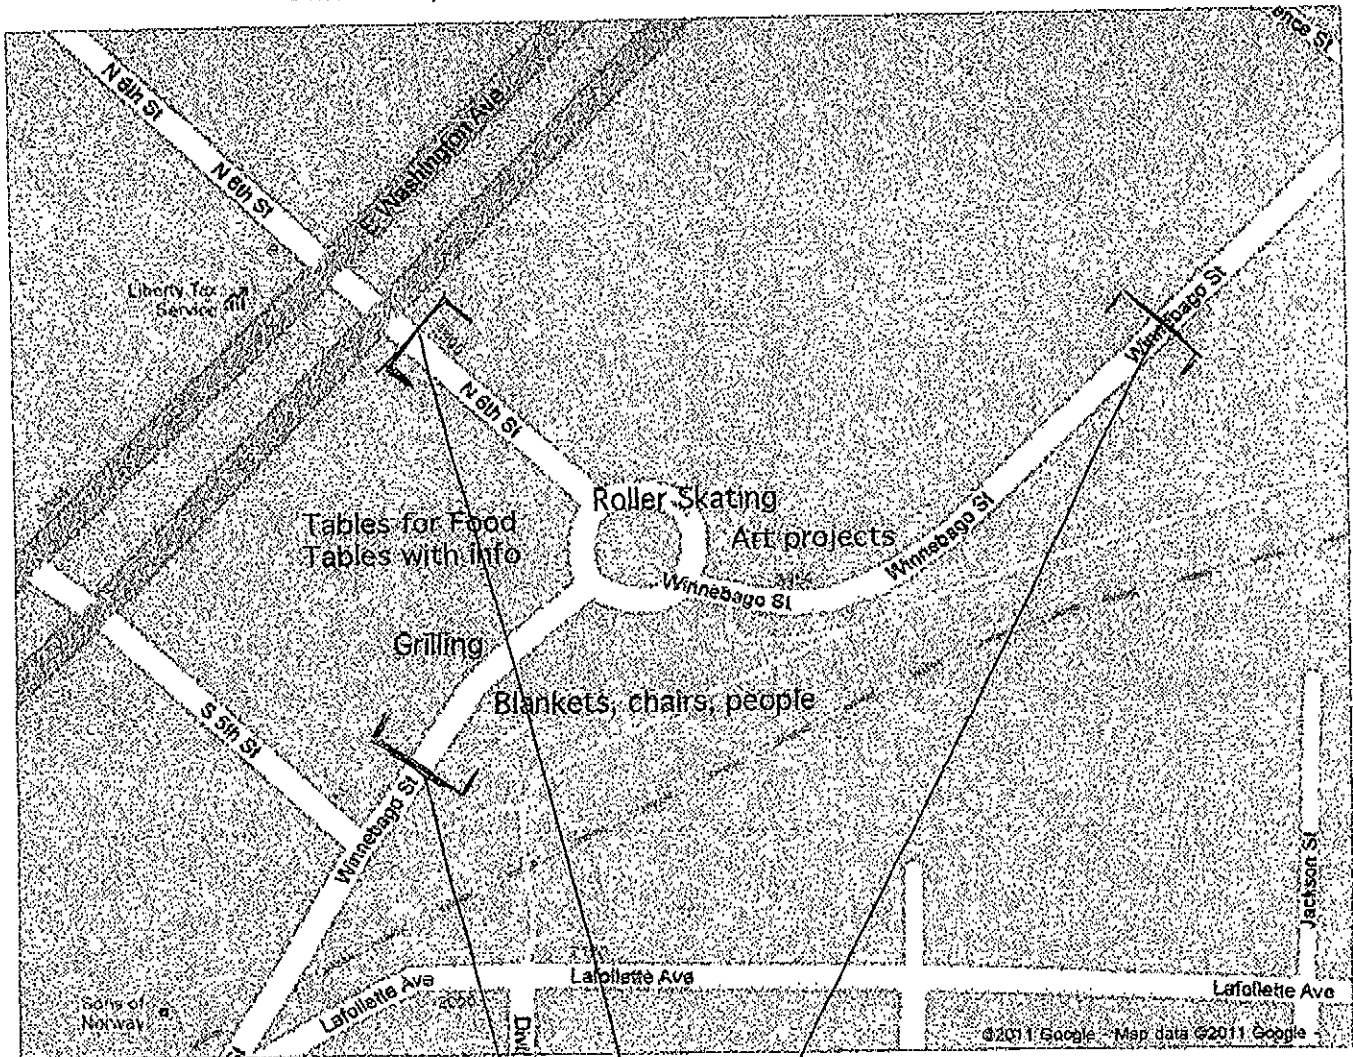 N 6th St
N 6th St
E Washington Ave
Liberty Tax
Service
N 6th St
Winnebago St
Roller Skating
Tables for Food
Tables with info
Art projects
Winnebago St
Winnebago St
Grilling
Blankets, chairs, people
S 5th St
Winnebago St
Jackson St
Lafollette Ave
Lafollette Ave
Lafollette Ave
Sons of
Norway
©2011 Google - Map data ©2011 Google -